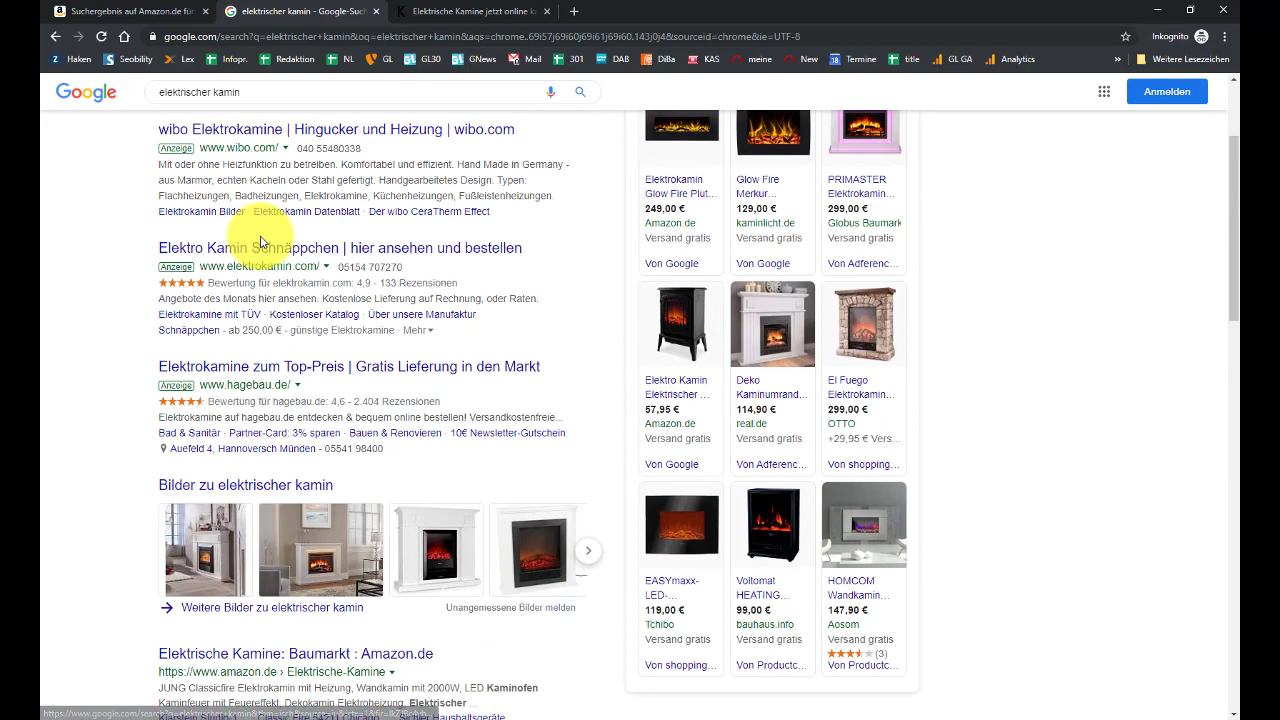 Suchergebnis auf Amazon.de für
elektrischer kamin - Google-Such
Elektrische Kamine jetzt online k
google.com/search?q=elektrischer+kamin&oq=elektrischer+kamin&aqs=chrome..69i57j69i60j69i61j69i60.143j0j4&sourceid=chrome&ie=UTF-8
Inkognito
Haken
Seobility
Lex
Infopr.
Redaktion
NL
GL
GL30
GNews
Mail
301
DAB
DiBa
KAS
meine
New
Termine
title
GL GA
Analytics
»
Weitere Lesezeichen
Google
elektrischer kamin
Anmelden
wibo Elektrokamine | Hingucker und Heizung | wibo.com
Anzeige www.wibo.com/ 040 55480338
Mit oder ohne Heizfunktion zu betreiben. Komfortabel und effizient. Hand Made in Germany -
aus Marmor, echten Kacheln oder Stahl gefertigt. Handgearbeitetes Design. Typen:
Flachheizungen, Badheizungen, Elektrokamine, Küchenheizungen, Fußleistenheizungen.
Elektrokamin Bilder · Elektrokamin Datenblatt · Der wibo CeraTherm Effect
Elektro Kamin Schnäppchen | hier ansehen und bestellen
Anzeige www.elektrokamin.com/ 05154 707270
Bewertung für elektrokamin.com: 4,9 - 133 Rezensionen
Angebote des Monats hier ansehen. Kostenlose Lieferung auf Rechnung, oder Raten.
Elektrokamine mit TÜV · Kostenloser Katalog · Über unsere Manufaktur
Schnäppchen - ab 250,00 € - günstige Elektrokamine · Mehr
Elektrokamine zum Top-Preis | Gratis Lieferung in den Markt
Anzeige www.hagebau.de/
Bewertung für hagebau.de: 4,6 - 2.404 Rezensionen
Elektrokamine auf hagebau.de entdecken & bequem online bestellen! Versandkostenfreie...
Bad & Sanitär · Partner-Card: 3% sparen · Bauen & Renovieren · 10€ Newsletter-Gutschein
Auefeld 4, Hannoversch Münden - 05541 98400
Bilder zu elektrischer kamin
Weitere Bilder zu elektrischer kamin
Unangemessene Bilder melden
Elektrische Kamine: Baumarkt : Amazon.de
https://www.amazon.de › Elektrische-Kamine
JUNG Classicfire Elektrokamin mit Heizung, Wandkamin mit 2000W, LED Kaminofen
Kaminfeuer mit Feuereffekt, Dekokamin Elektroheizung, Elektrischer ...
Klarstein Studio-1 · Classic Fire 54211 Chicago · Sicher Haushaltsgeräte
Elektrokamin
Glow Fire Plut...
249,00 €
Amazon.de
Versand gratis
Von Google
Glow Fire
Merkur...
129,00 €
kaminlicht.de
Versand gratis
Von Google
PRIMASTER
Elektrokamin...
299,00 €
Globus Baumark
Versand gratis
Von Adferenc...
Elektro Kamin
Elektrischer ...
57,95 €
Amazon.de
Versand gratis
Von Google
Deko
Kaminumrand...
114,90 €
real.de
Versand gratis
Von Adferenc...
El Fuego
Elektrokamin...
299,00 €
OTTO
+29,95 € Vers...
Von shopping...
EASYmaxx-
LED-...
119,00 €
Tchibo
Versand gratis
Von shopping...
Voltomat
HEATING...
99,00 €
bauhaus.info
Versand gratis
Von Productc...
HOMCOM
Wandkamin...
147,90 €
Aosom
Versand gratis
(3)
Von Productc...